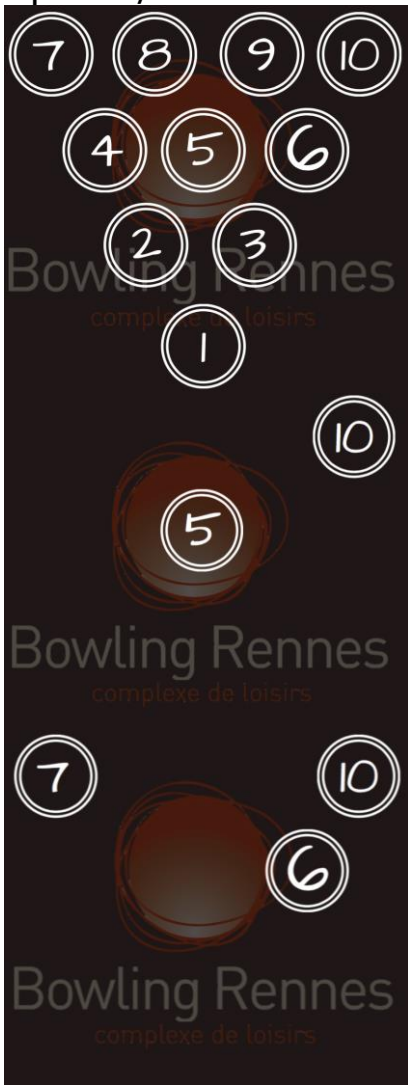 7 8 9 10
4 5 6
2 3
Bowling Rennes
complexe de loisirs
1
10
5
Bowling Rennes
complexe de loisirs
7 10
6
Bowling Rennes
complexe de loisirs